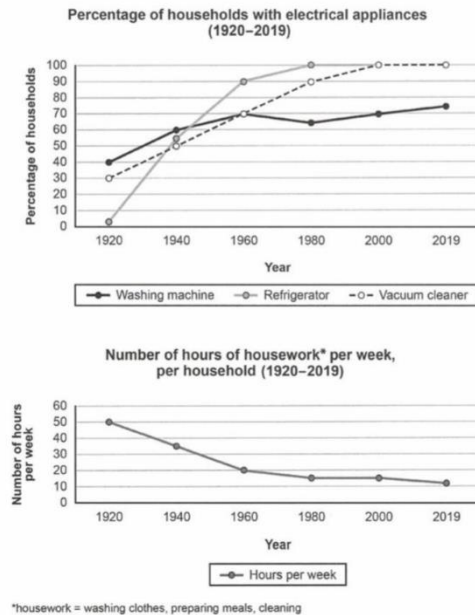 Percentage of households with electrical appliances
(1920–2019)
Percentage of households
100
90
80
70
60
50
40
30
20
10
0
1920 1940 1960 1980 2000 2019
Year
Washing machine Refrigerator Vacuum cleaner
Number of hours of housework* per week,
per household (1920–2019)
Number of hours
per week
60
50
40
30
20
10
0
1920 1940 1960 1980 2000 2019
Year
Hours per week
*housework = washing clothes, preparing meals, cleaning